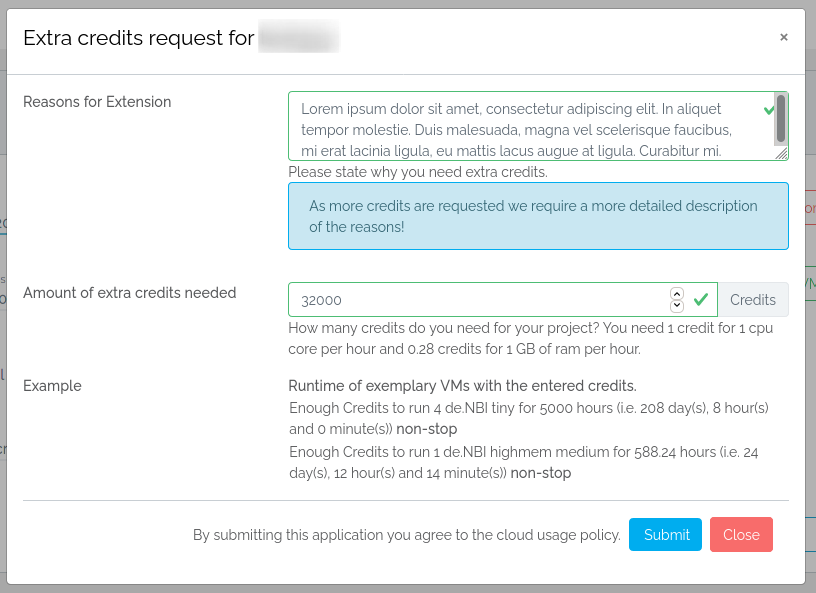 Extra credits request for
×
Reasons for Extension
Lorem ipsum dolor sit amet, consectetur adipiscing elit. In aliquet
tempor molestie. Duis malesuada, magna vel scelerisque faucibus,
mi erat lacinia ligula, eu mattis lacus augue at ligula. Curabitur mi.
Please state why you need extra credits.
As more credits are requested we require a more detailed description
of the reasons!
Amount of extra credits needed
32000
Credits
How many credits do you need for your project? You need 1 credit for 1 cpu
core per hour and 0.28 credits for 1 GB of ram per hour.
Example
Runtime of exemplary VMs with the entered credits.
Enough Credits to run 4 de.NBI tiny for 5000 hours (i.e. 208 day(s), 8 hour(s)
and 0 minute(s)) non-stop
Enough Credits to run 1 de.NBI highmem medium for 588.24 hours (i.e. 24
day(s), 12 hour(s) and 14 minute(s)) non-stop
By submitting this application you agree to the cloud usage policy.
Submit
Close